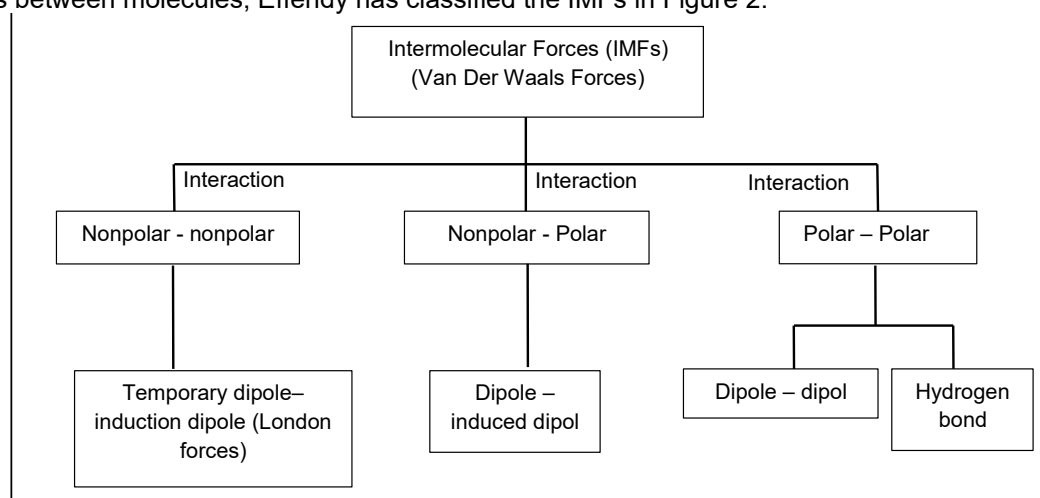 s between molecules, Effendy has classified the IMFs in Figure 2.
Intermolecular Forces (IMFs)
(Van Der Waals Forces)
Interaction
Interaction
Interaction
Nonpolar - nonpolar
Nonpolar - Polar
Polar – Polar
Temporary dipole–
induction dipole (London
forces)
Dipole –
induced dipol
Dipole – dipol
Hydrogen
bond